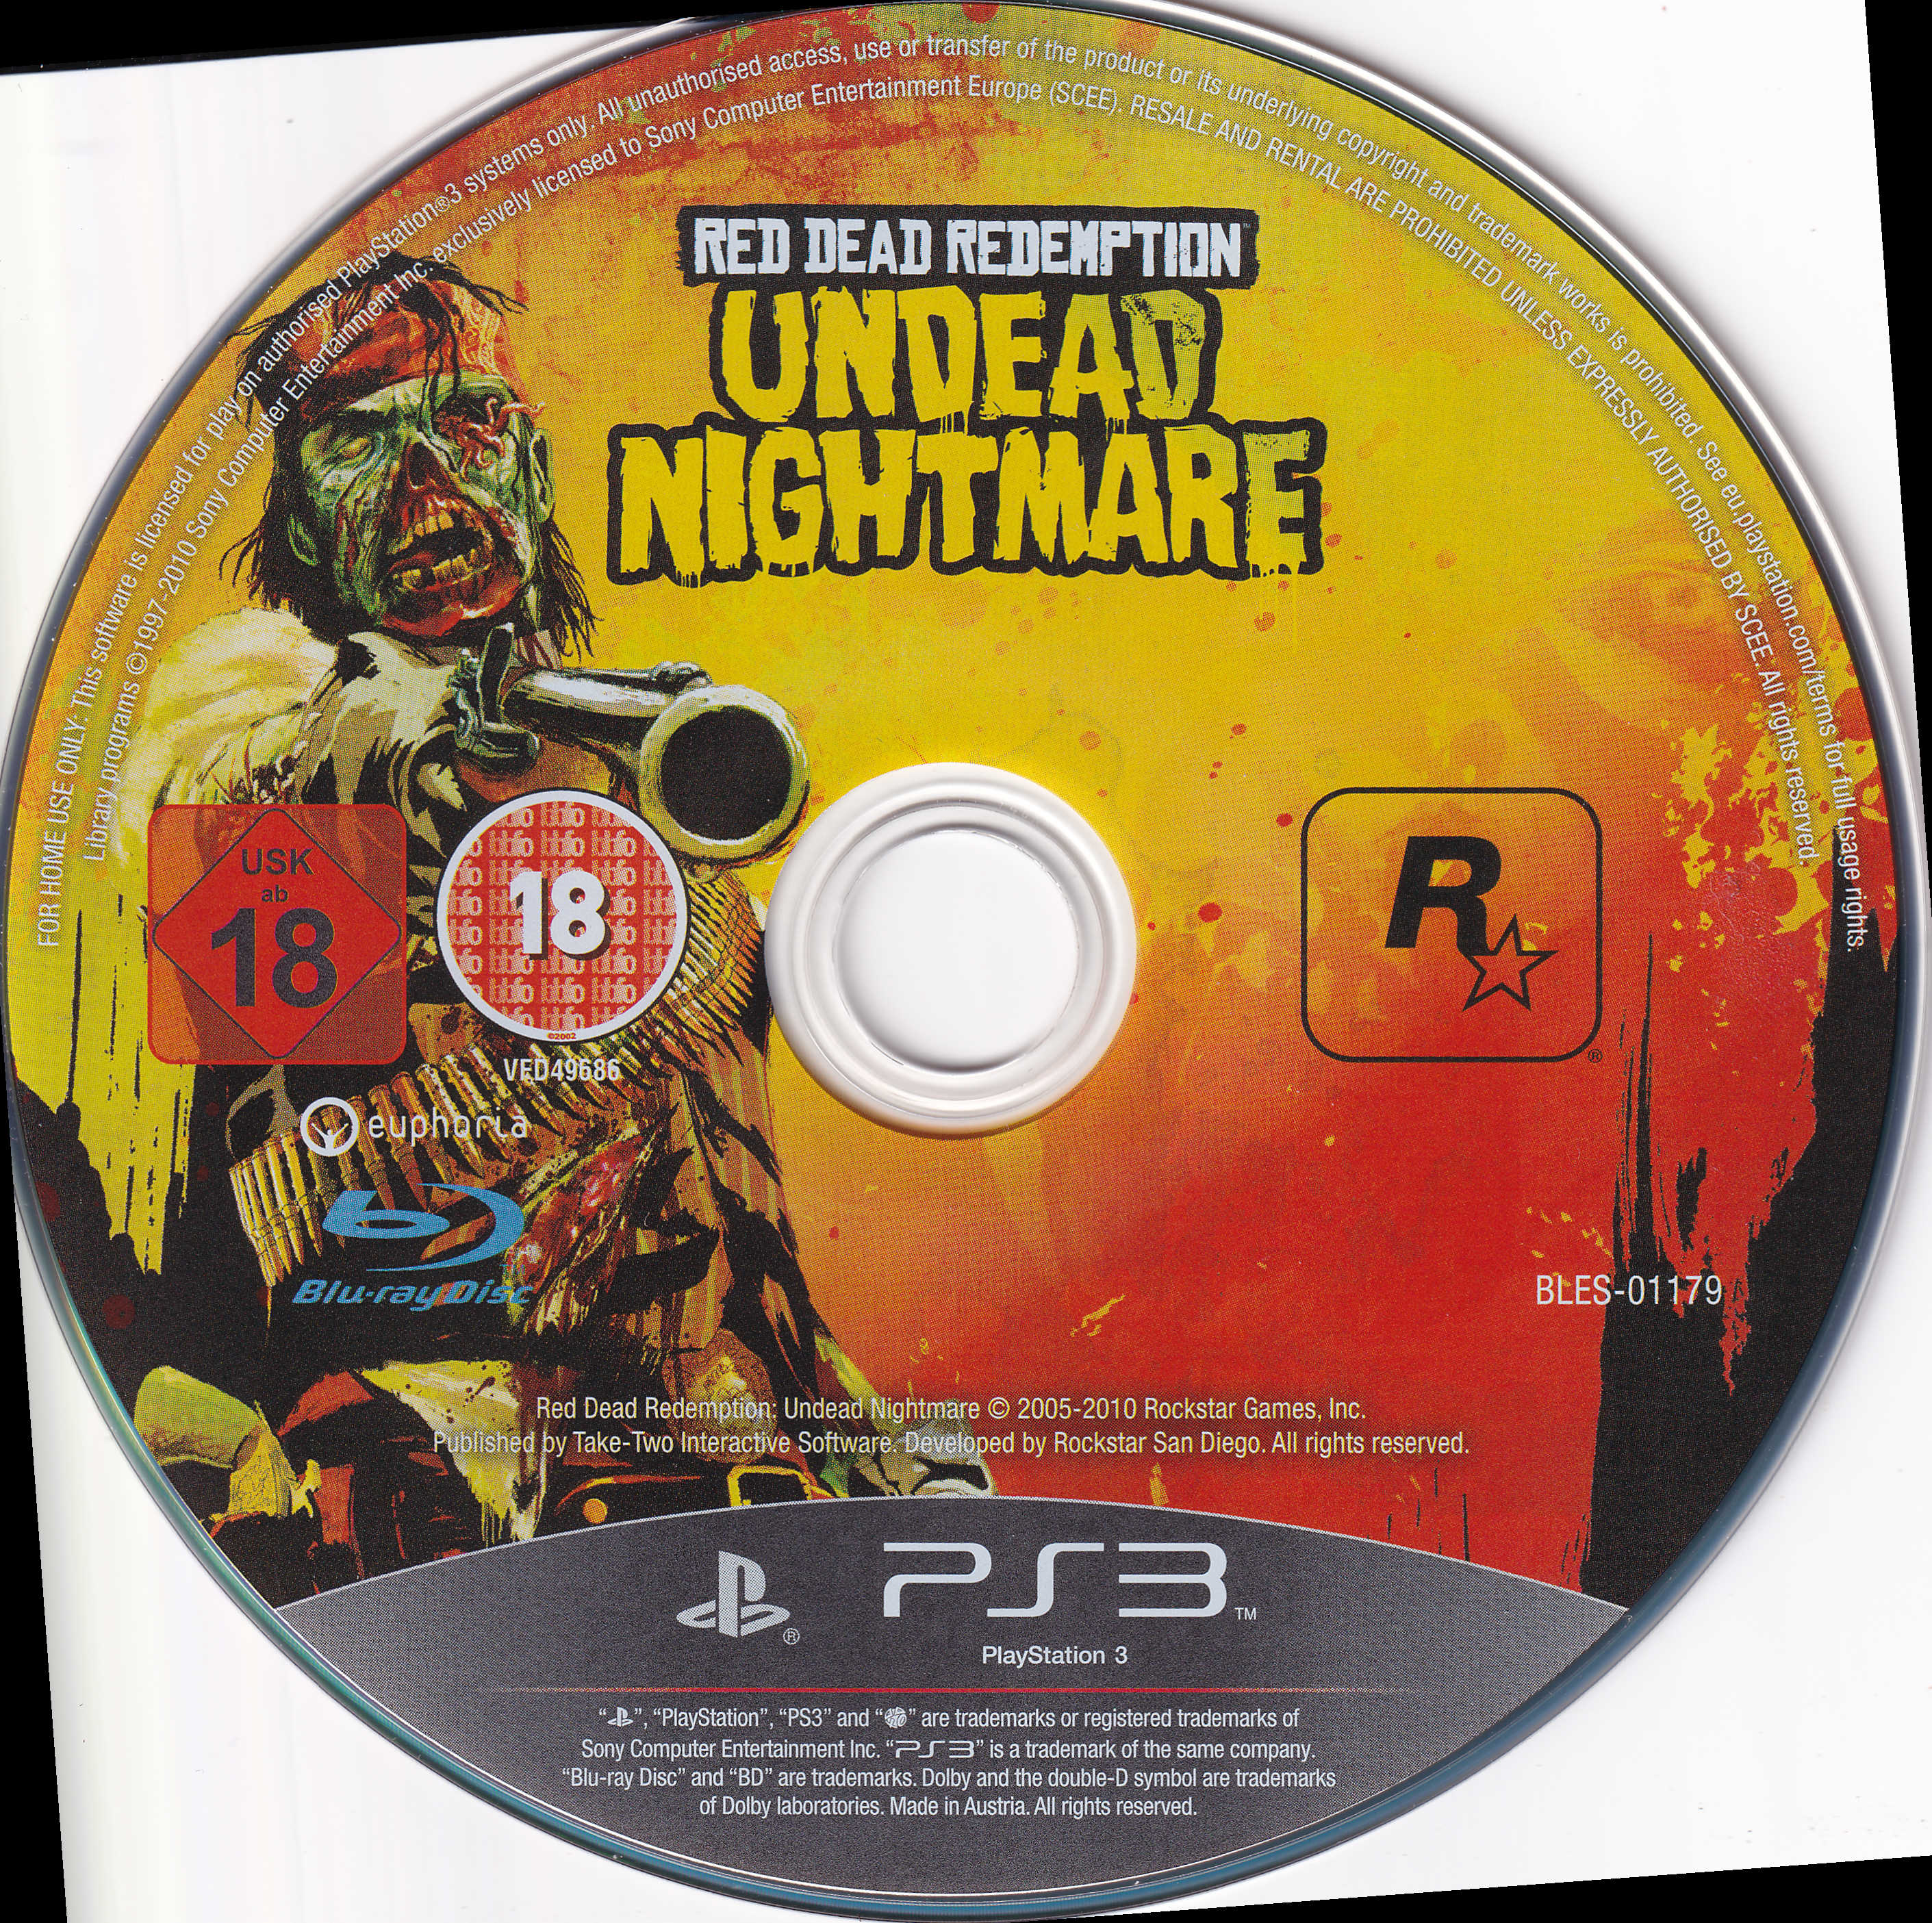 FOR HOME USE ONLY. This software is licensed for play on authorised PlayStation®3 systems only. All unauthorised access, use or transfer of the product or its underlying copyright and trademark works is prohibited. See eu.playstation.com/terms for full usage rights.
Library programs ©1997-2010 Sony Computer Entertainment Inc. exclusively licensed to Sony Computer Entertainment Europe (SCEE). RESALE AND RENTAL ARE PROHIBITED UNLESS EXPRESSLY AUTHORISED BY SCEE. All rights reserved.
RED DEAD REDEMPTION™
UNDEAD
NIGHTMARE
USK
ab
18
18
©2002
VFD49686
R
®
euphoria
Blu-ray Disc
BLES-01179
Red Dead Redemption: Undead Nightmare © 2005-2010 Rockstar Games, Inc.
Published by Take-Two Interactive Software. Developed by Rockstar San Diego. All rights reserved.
® PS3™
PlayStation 3
“ ”, “PlayStation”, “PS3” and “ ” are trademarks or registered trademarks of
Sony Computer Entertainment Inc. “PS3” is a trademark of the same company.
“Blu-ray Disc” and “BD” are trademarks. Dolby and the double-D symbol are trademarks
of Dolby laboratories. Made in Austria. All rights reserved.